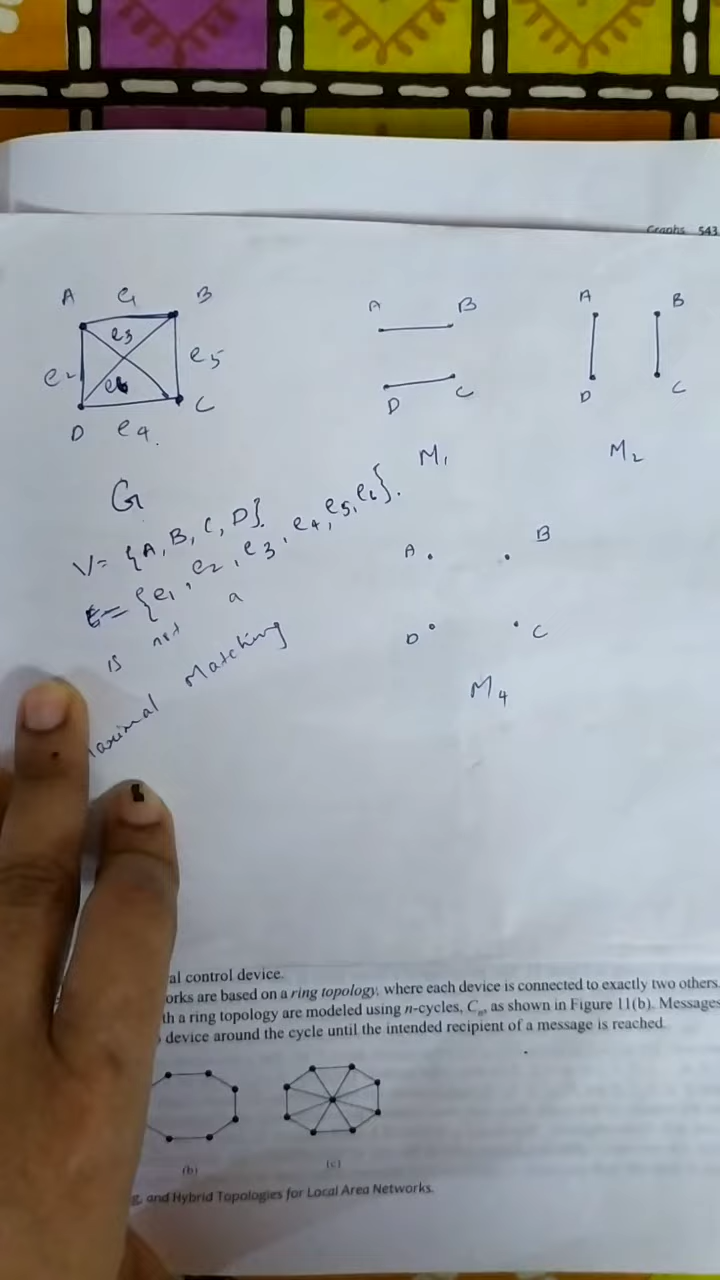 Graphs 543
A e1 B
e3
e2 e5
e6
D e4. C
A B
D C
M1
A B
D C
M2
G
V= {A, B, C, D}.
E= {e1, e2, e3, e4, e5, e6}.
is not a
Maximal Matching
A B
D C
M4
al control device.
orks are based on a ring topology, where each device is connected to exactly two others.
th a ring topology are modeled using n-cycles, Cn, as shown in Figure 11(b). Messages
device around the cycle until the intended recipient of a message is reached.
(b) (c)
g, and Hybrid Topologies for Local Area Networks.